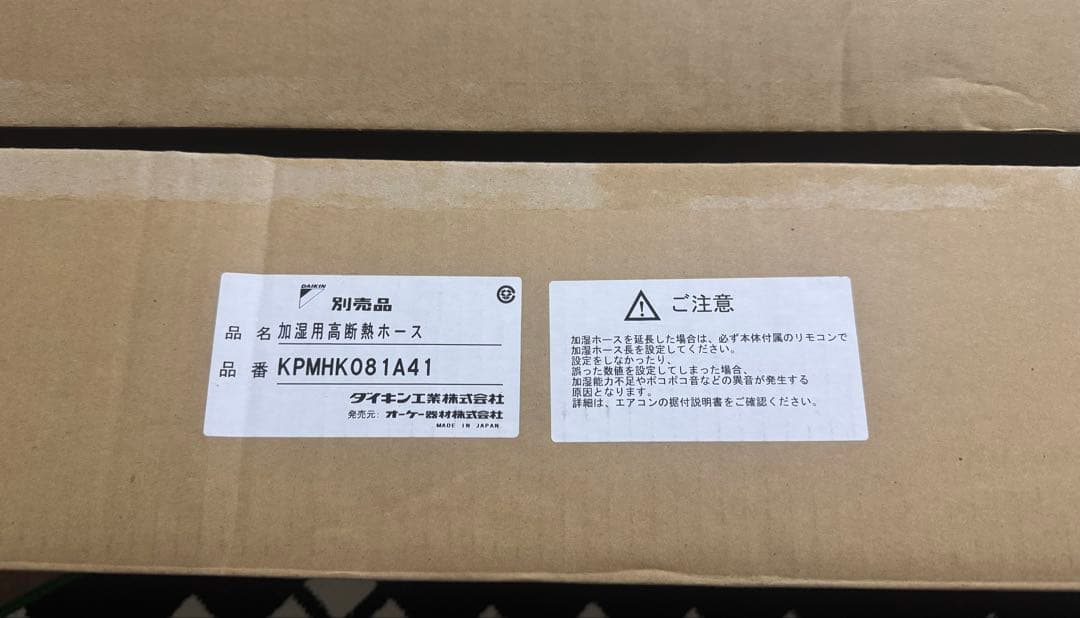 DAIKIN
別売品
品名 加湿用高断熱ホース
品番 KPMHK081A41
ダイキン工業株式会社
発売元: オーケー器材株式会社
MADE IN JAPAN
ご注意
加湿ホースを延長した場合は、必ず本体付属のリモコンで
加湿ホース長を設定してください。
設定をしなかったり、
誤った数値を設定してしまった場合、
加湿能力不足やポコポコ音などの異音が発生する
原因となります。
詳細は、エアコンの据付説明書をご確認ください。